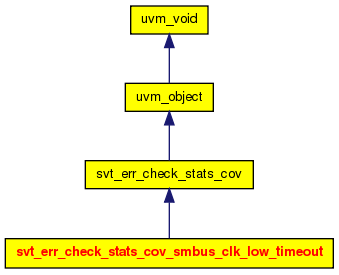 uvm_void
uvm_object
svt_err_check_stats_cov
svt_err_check_stats_cov_smbus_clk_low_timeout